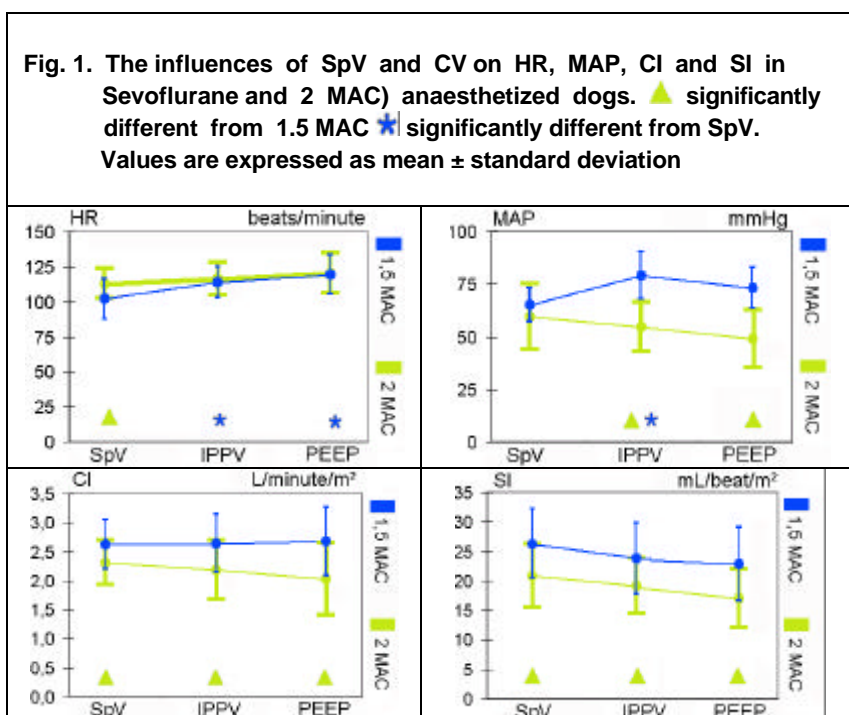 Fig. 1. The influences of SpV and CV on HR, MAP, CI and SI in
Sevoflurane and 2 MAC) anaesthetized dogs. ▲ significantly
different from 1.5 MAC * significantly different from SpV.
Values are expressed as mean ± standard deviation
HR beats/minute
150
125
100
75
50
25
0
SpV IPPV PEEP
1,5 MAC
2 MAC
MAP mmHg
100
75
50
25
0
SpV IPPV PEEP
1,5 MAC
2 MAC
CI L/minute/m²
3,5
3,0
2,5
2,0
1,5
1,0
0,5
0,0
SpV IPPV PEEP
1,5 MAC
2 MAC
SI mL/beat/m²
35
30
25
20
15
10
5
0
SpV IPPV PEEP
1,5 MAC
2 MAC